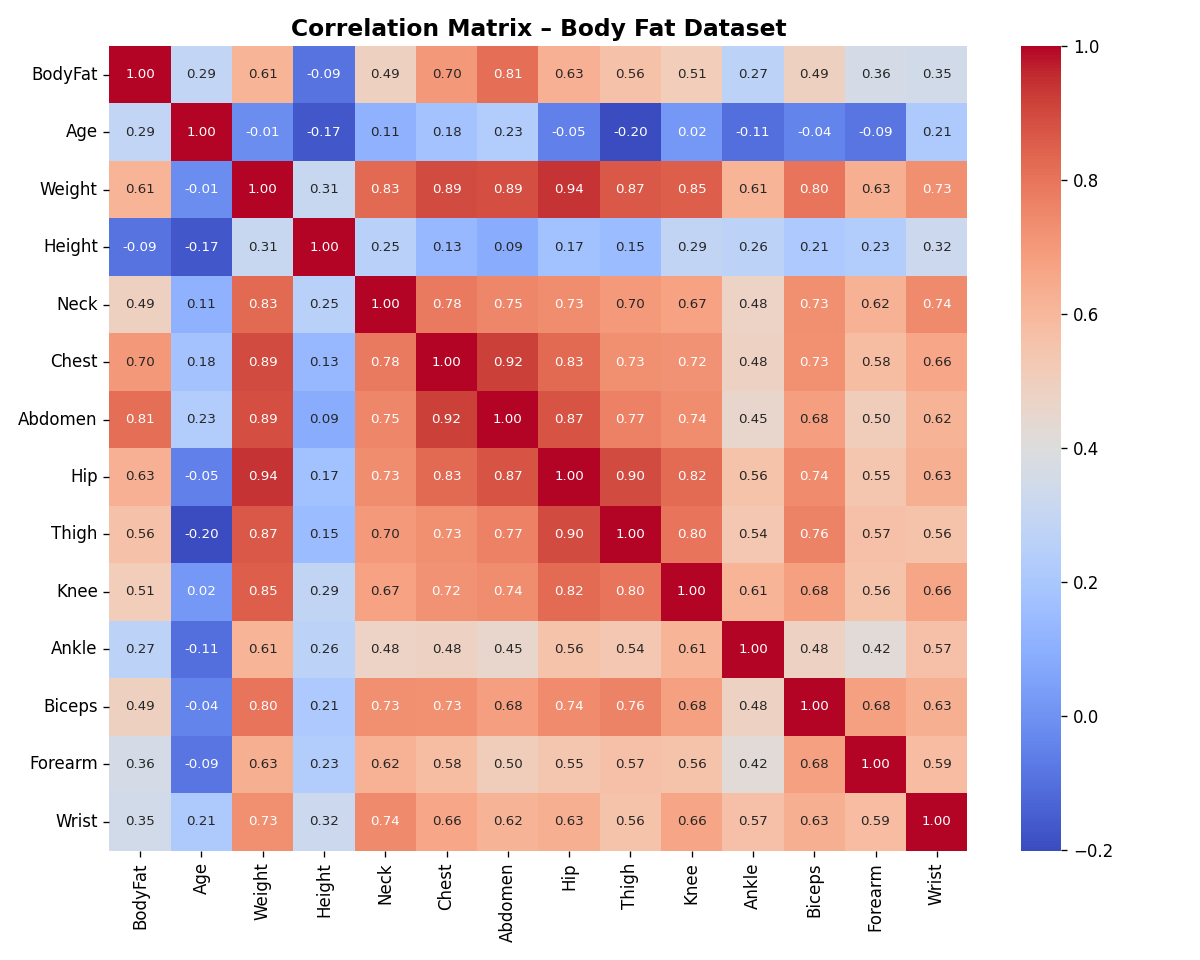 Correlation Matrix – Body Fat Dataset
BodyFat 1.00 0.29 0.61 -0.09 0.49 0.70 0.81 0.63 0.56 0.51 0.27 0.49 0.36 0.35
Age 0.29 1.00 -0.01 -0.17 0.11 0.18 0.23 -0.05 -0.20 0.02 -0.11 -0.04 -0.09 0.21
Weight 0.61 -0.01 1.00 0.31 0.83 0.89 0.89 0.94 0.87 0.85 0.61 0.80 0.63 0.73
Height -0.09 -0.17 0.31 1.00 0.25 0.13 0.09 0.17 0.15 0.29 0.26 0.21 0.23 0.32
Neck 0.49 0.11 0.83 0.25 1.00 0.78 0.75 0.73 0.70 0.67 0.48 0.73 0.62 0.74
Chest 0.70 0.18 0.89 0.13 0.78 1.00 0.92 0.83 0.73 0.72 0.48 0.73 0.58 0.66
Abdomen 0.81 0.23 0.89 0.09 0.75 0.92 1.00 0.87 0.77 0.74 0.45 0.68 0.50 0.62
Hip 0.63 -0.05 0.94 0.17 0.73 0.83 0.87 1.00 0.90 0.82 0.56 0.74 0.55 0.63
Thigh 0.56 -0.20 0.87 0.15 0.70 0.73 0.77 0.90 1.00 0.80 0.54 0.76 0.57 0.56
Knee 0.51 0.02 0.85 0.29 0.67 0.72 0.74 0.82 0.80 1.00 0.61 0.68 0.56 0.66
Ankle 0.27 -0.11 0.61 0.26 0.48 0.48 0.45 0.56 0.54 0.61 1.00 0.48 0.42 0.57
Biceps 0.49 -0.04 0.80 0.21 0.73 0.73 0.68 0.74 0.76 0.68 0.48 1.00 0.68 0.63
Forearm 0.36 -0.09 0.63 0.23 0.62 0.58 0.50 0.55 0.57 0.56 0.42 0.68 1.00 0.59
Wrist 0.35 0.21 0.73 0.32 0.74 0.66 0.62 0.63 0.56 0.66 0.57 0.63 0.59 1.00
BodyFat Age Weight Height Neck Chest Abdomen Hip Thigh Knee Ankle Biceps Forearm Wrist
1.0
0.8
0.6
0.4
0.2
0.0
−0.2